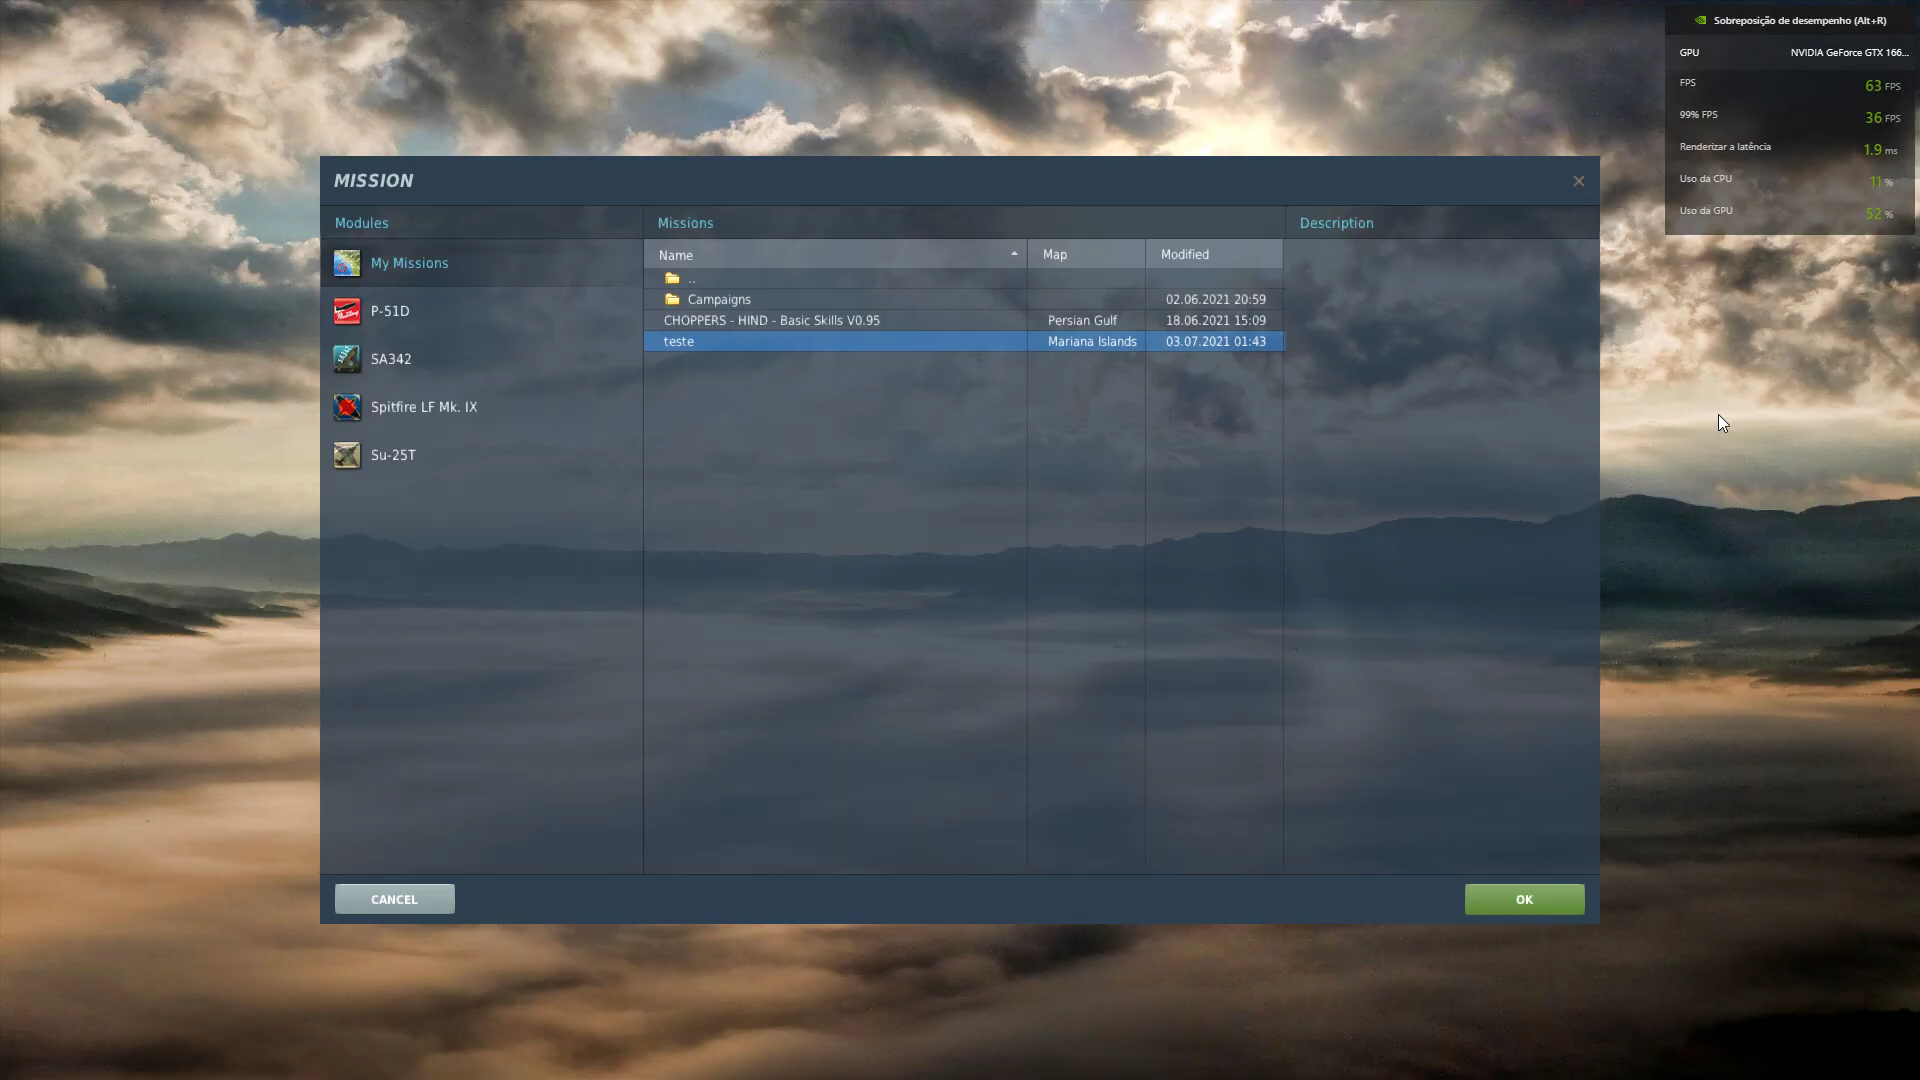 Sobreposição de desempenho (Alt+R)
GPU NVIDIA GeForce GTX 166...
FPS 63 FPS
99% FPS 36 FPS
Renderizar a latência 1.9 ms
Uso da CPU 11 %
Uso da GPU 52 %
MISSION
Modules Missions Description
My Missions
P-51D
SA342
Spitfire LF Mk. IX
Su-25T
Name Map Modified
..
Campaigns 02.06.2021 20:59
CHOPPERS - HIND - Basic Skills V0.95 Persian Gulf 18.06.2021 15:09
teste Mariana Islands 03.07.2021 01:43
CANCEL OK